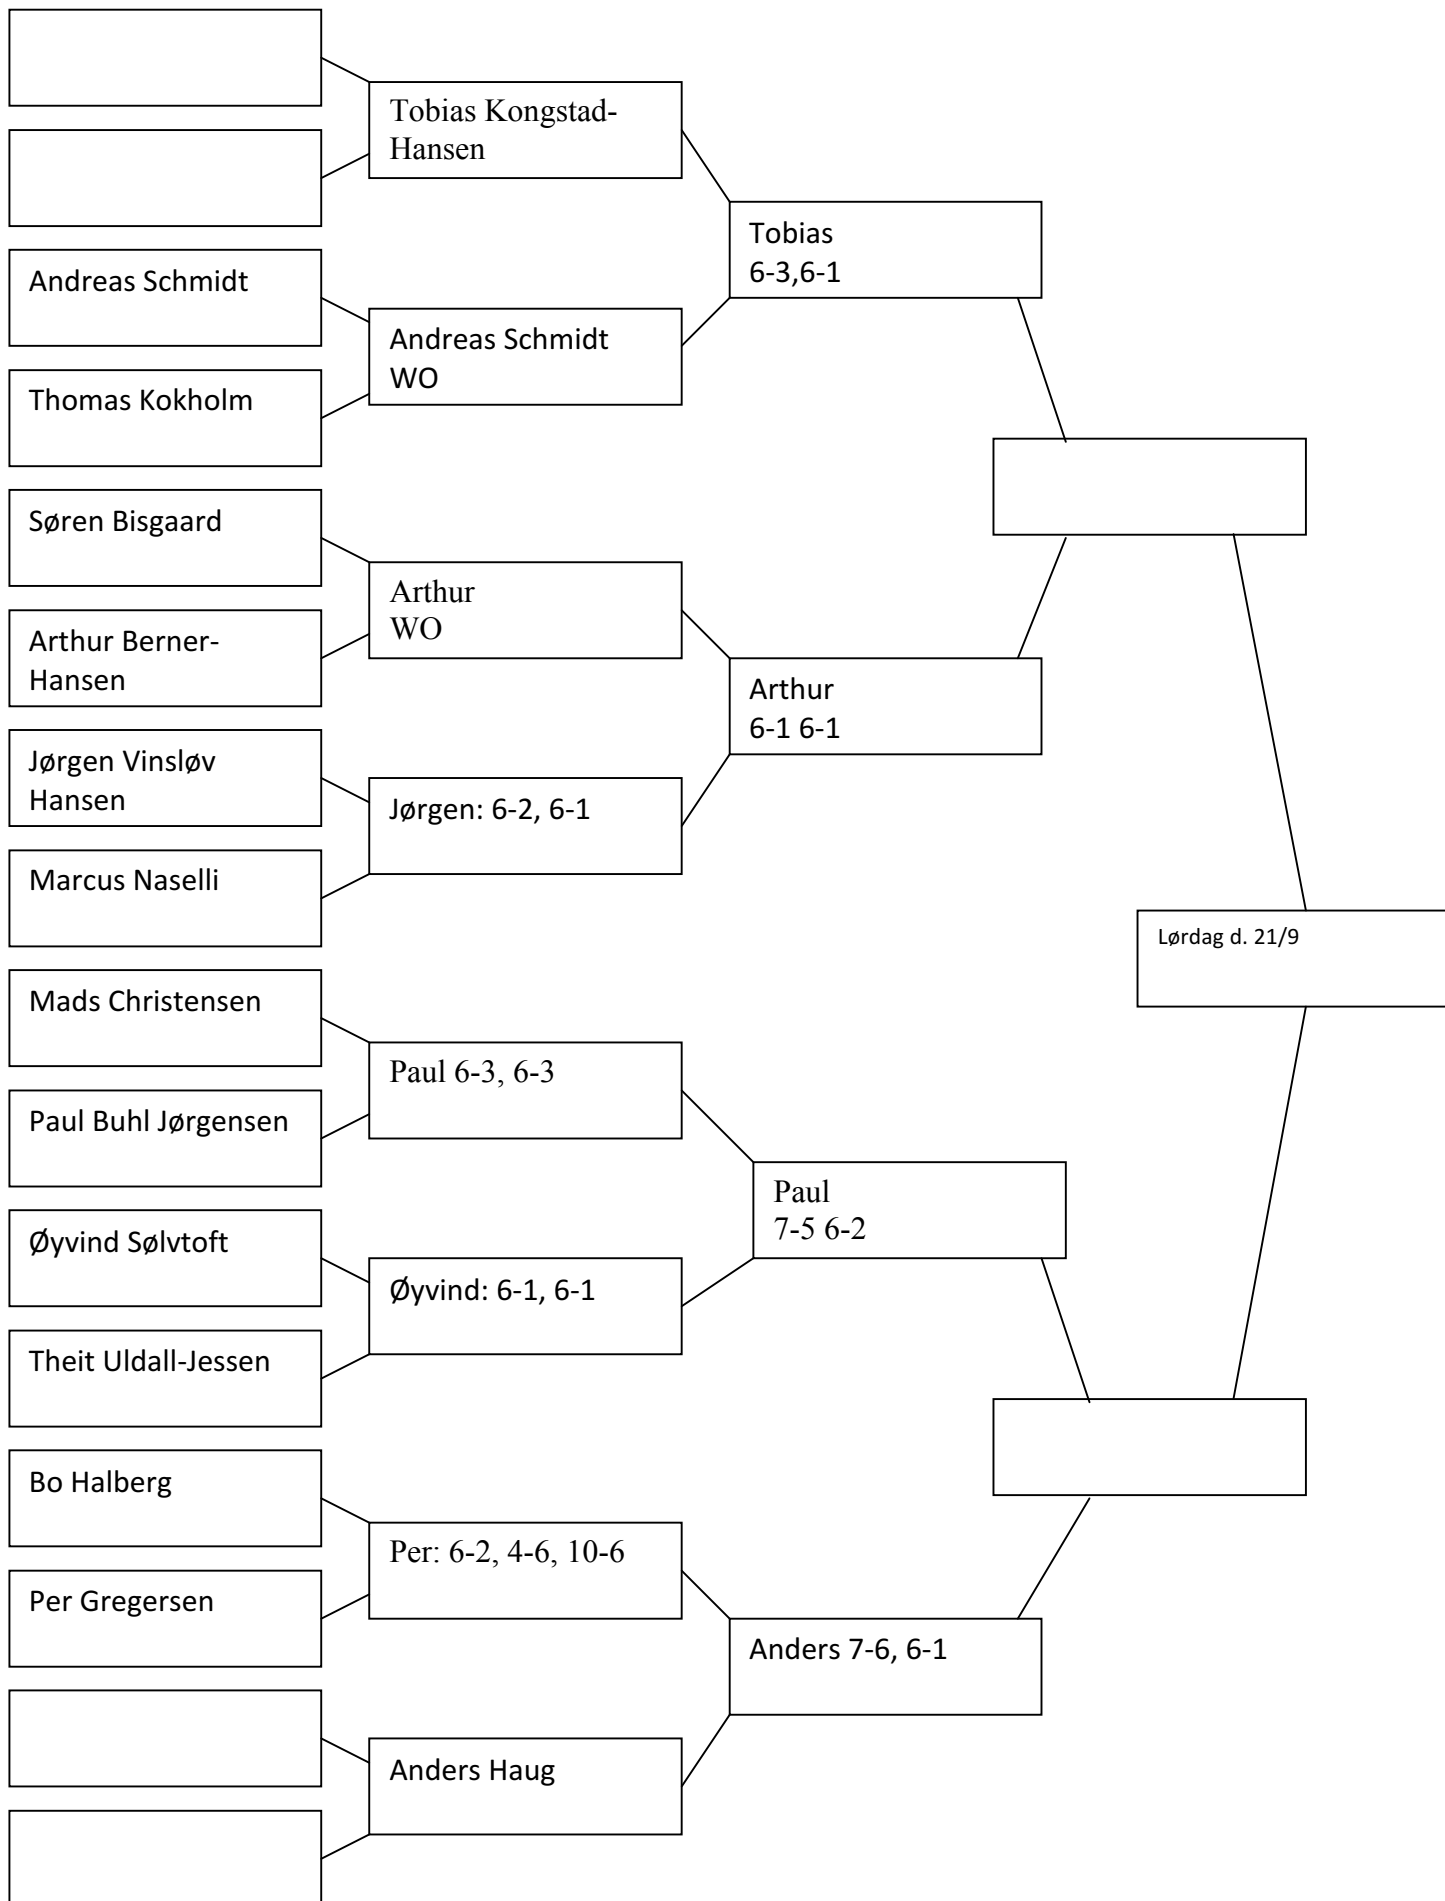 Tobias Kongstad-
Hansen
Andreas Schmidt
Thomas Kokholm
Andreas Schmidt
WO
Tobias
6-3,6-1
Søren Bisgaard
Arthur Berner-
Hansen
Arthur
WO
Jørgen Vinsløv
Hansen
Marcus Naselli
Jørgen: 6-2, 6-1
Arthur
6-1 6-1
Mads Christensen
Paul Buhl Jørgensen
Paul 6-3, 6-3
Øyvind Sølvtoft
Theit Uldall-Jessen
Øyvind: 6-1, 6-1
Paul
7-5 6-2
Bo Halberg
Per Gregersen
Per: 6-2, 4-6, 10-6
Anders Haug
Anders 7-6, 6-1
Lørdag d. 21/9